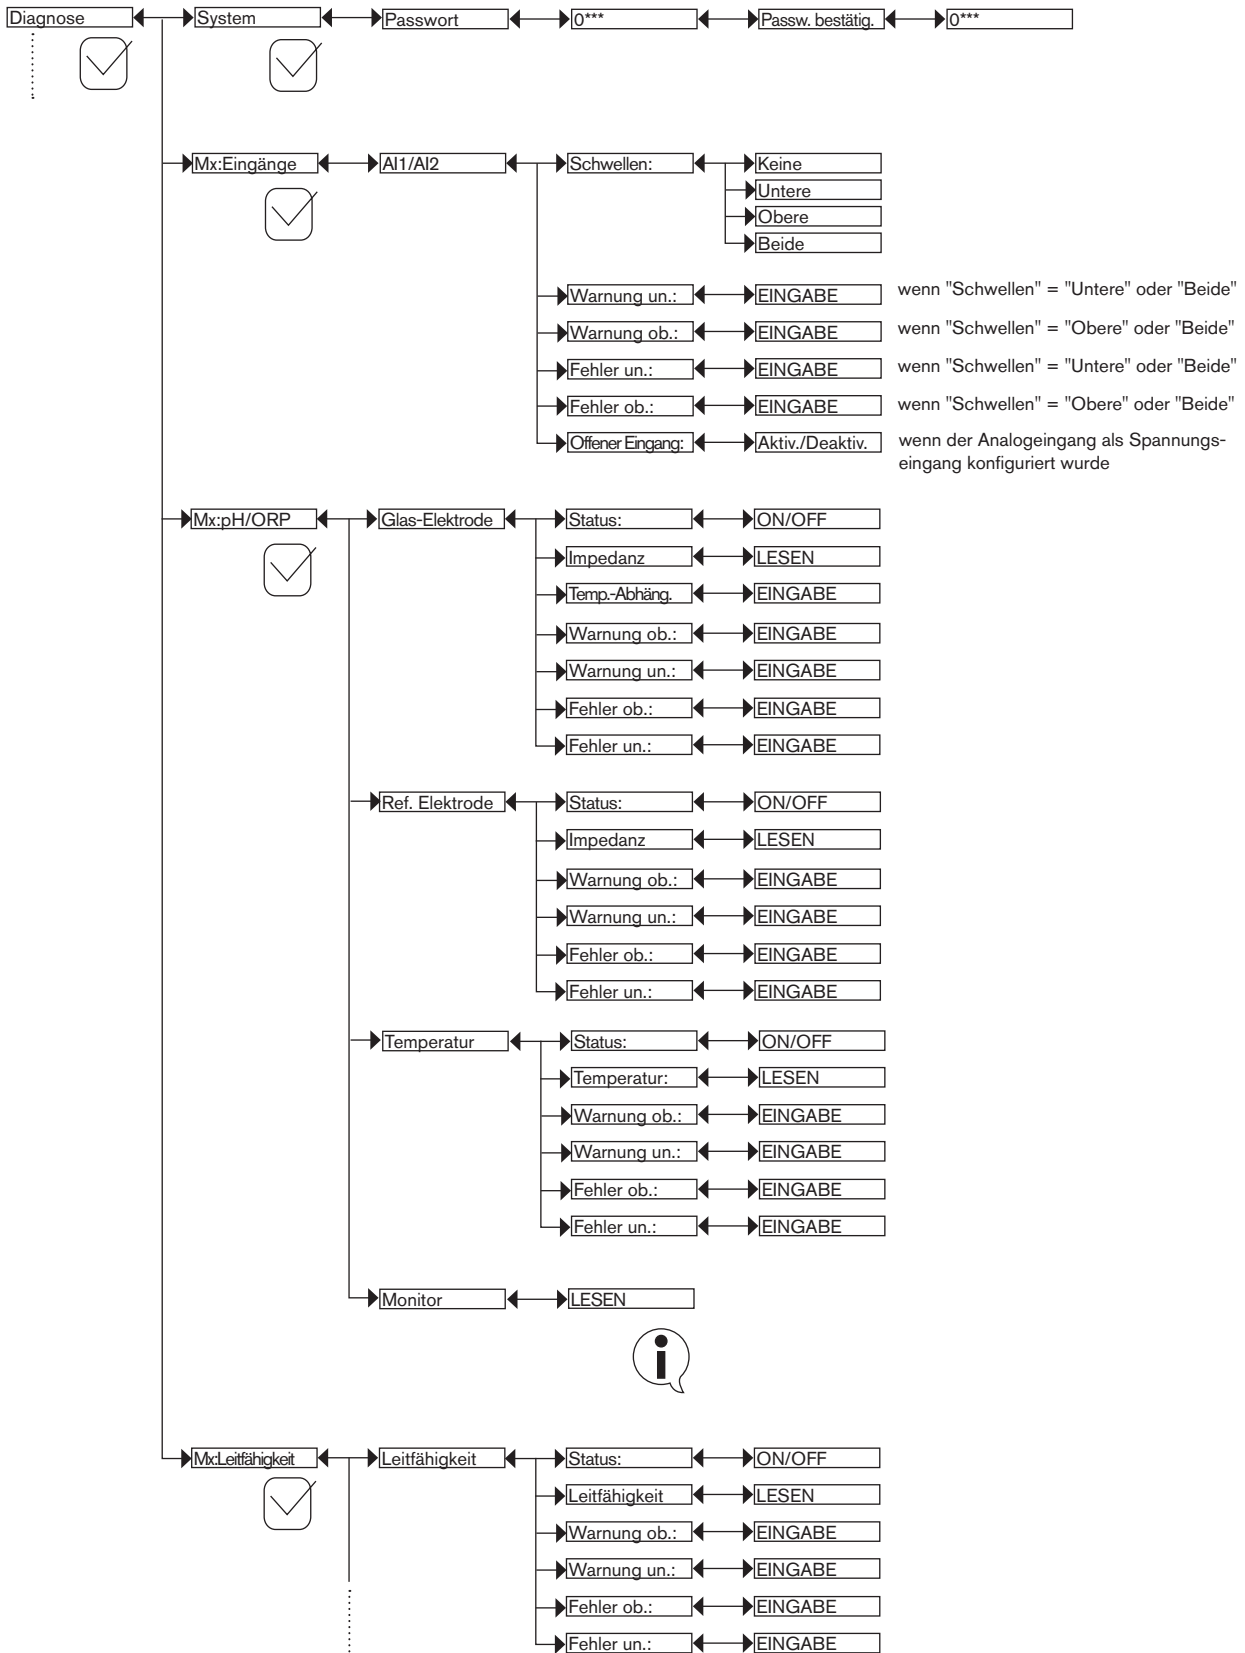 Diagnose System Passwort 0*** Passw. bestätig. 0***
Mx:Eingänge AI1/AI2 Schwellen: Keine
Untere
Obere
Beide
Warnung un.: EINGABE wenn "Schwellen" = "Untere" oder "Beide"
Warnung ob.: EINGABE wenn "Schwellen" = "Obere" oder "Beide"
Fehler un.: EINGABE wenn "Schwellen" = "Untere" oder "Beide"
Fehler ob.: EINGABE wenn "Schwellen" = "Obere" oder "Beide"
Offener Eingang: Aktiv./Deaktiv. wenn der Analogeingang als Spannungs-
eingang konfiguriert wurde
Mx:pH/ORP Glas-Elektrode Status: ON/OFF
Impedanz LESEN
Temp.-Abhäng. EINGABE
Warnung ob.: EINGABE
Warnung un.: EINGABE
Fehler ob.: EINGABE
Fehler un.: EINGABE
Ref. Elektrode Status: ON/OFF
Impedanz LESEN
Warnung ob.: EINGABE
Warnung un.: EINGABE
Fehler ob.: EINGABE
Fehler un.: EINGABE
Temperatur Status: ON/OFF
Temperatur: LESEN
Warnung ob.: EINGABE
Warnung un.: EINGABE
Fehler ob.: EINGABE
Fehler un.: EINGABE
Monitor LESEN
Mx:Leitfähigkeit Leitfähigkeit Status: ON/OFF
Leitfähigkeit LESEN
Warnung ob.: EINGABE
Warnung un.: EINGABE
Fehler ob.: EINGABE
Fehler un.: EINGABE